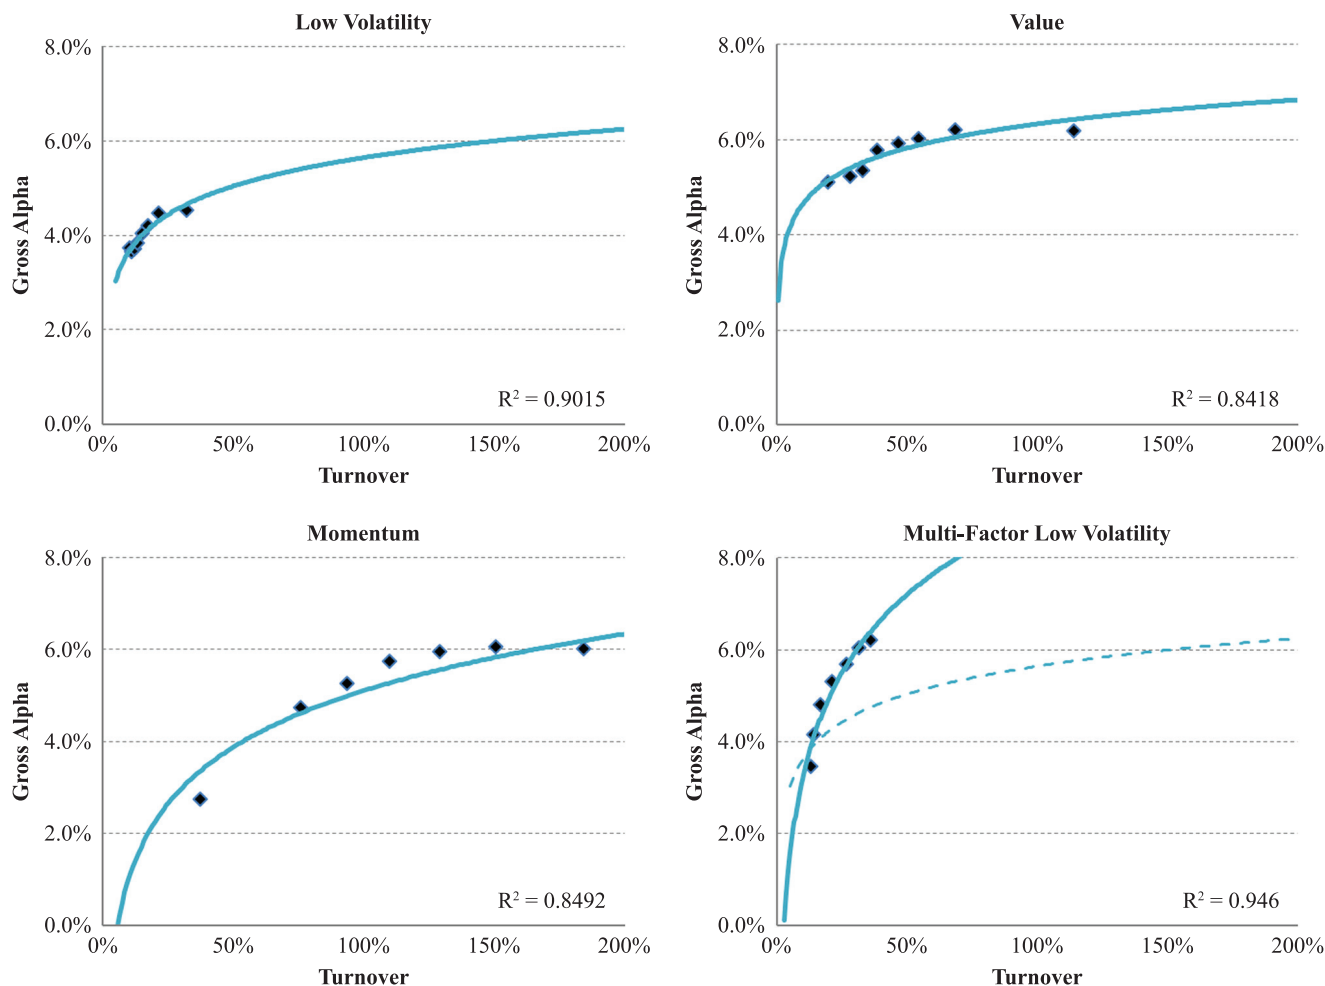 Low Volatility
8.0%
6.0%
4.0%
2.0%
0.0%
Gross Alpha
R² = 0.9015
0% 50% 100% 150% 200%
Turnover
Value
8.0%
6.0%
4.0%
2.0%
0.0%
Gross Alpha
R² = 0.8418
0% 50% 100% 150% 200%
Turnover
Momentum
8.0%
6.0%
4.0%
2.0%
0.0%
Gross Alpha
R² = 0.8492
0% 50% 100% 150% 200%
Turnover
Multi-Factor Low Volatility
8.0%
6.0%
4.0%
2.0%
0.0%
Gross Alpha
R² = 0.946
0% 50% 100% 150% 200%
Turnover